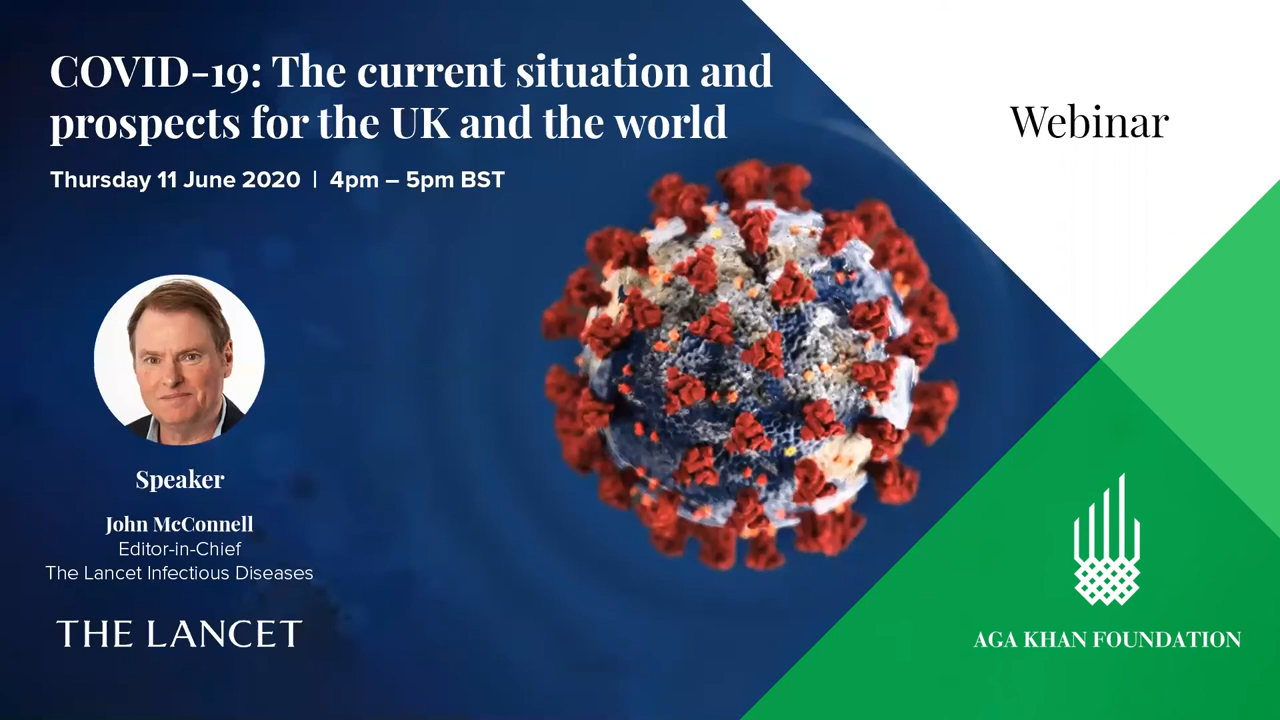 COVID-19: The current situation and
prospects for the UK and the world
Thursday 11 June 2020 | 4pm – 5pm BST
Webinar
Speaker
John McConnell
Editor-in-Chief
The Lancet Infectious Diseases
THE LANCET
AGA KHAN FOUNDATION